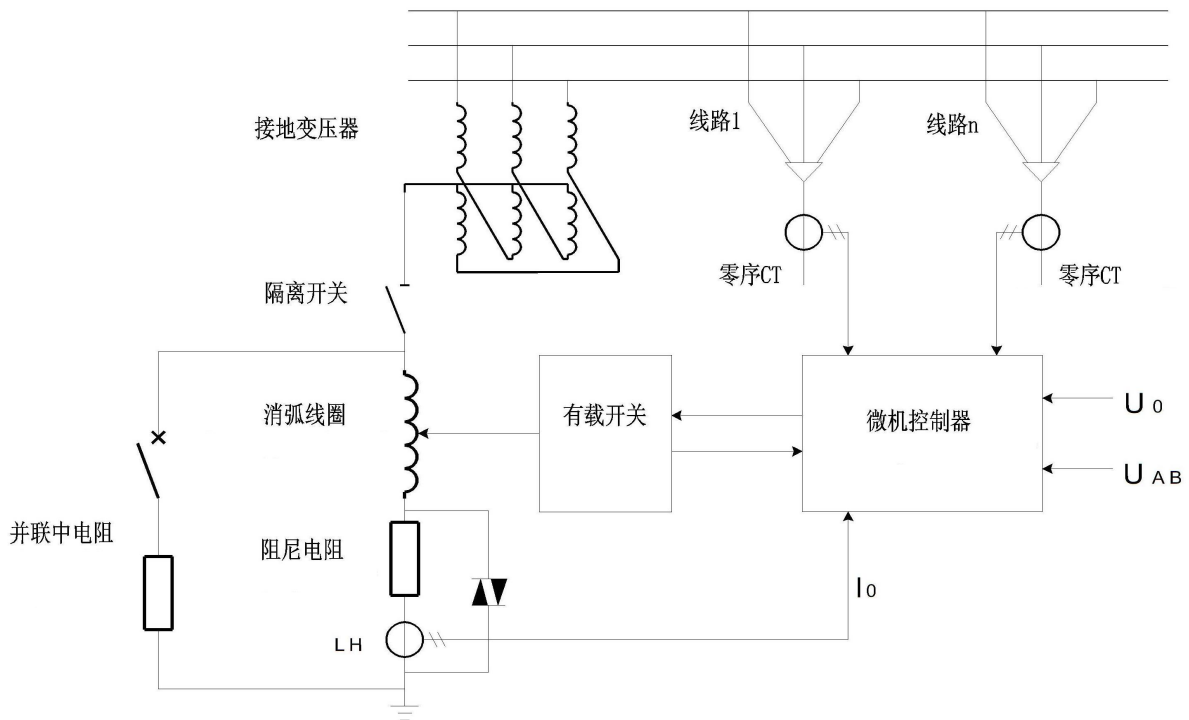 接地变压器
线路1
线路n
零序CT
零序CT
隔离开关
消弧线圈
有载开关
微机控制器
U0
UAB
并联中电阻
阻尼电阻
I0
LH